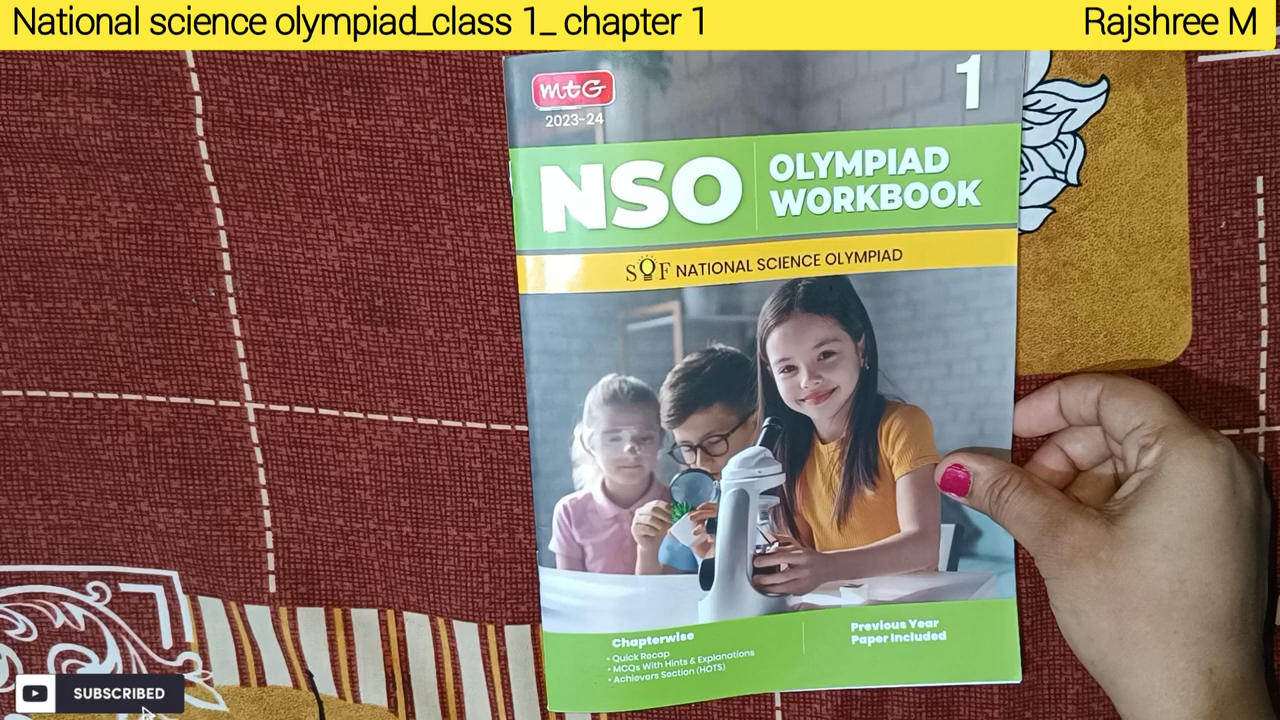 National science olympiad_class 1_ chapter 1
Rajshree M
mtG
2023-24
1
NSO
OLYMPIAD
WORKBOOK
SOF NATIONAL SCIENCE OLYMPIAD
Chapterwise
• Quick Recap
• MCQs With Hints & Explanations
• Achievers Section (HOTS)
Previous Year
Paper Included
SUBSCRIBED